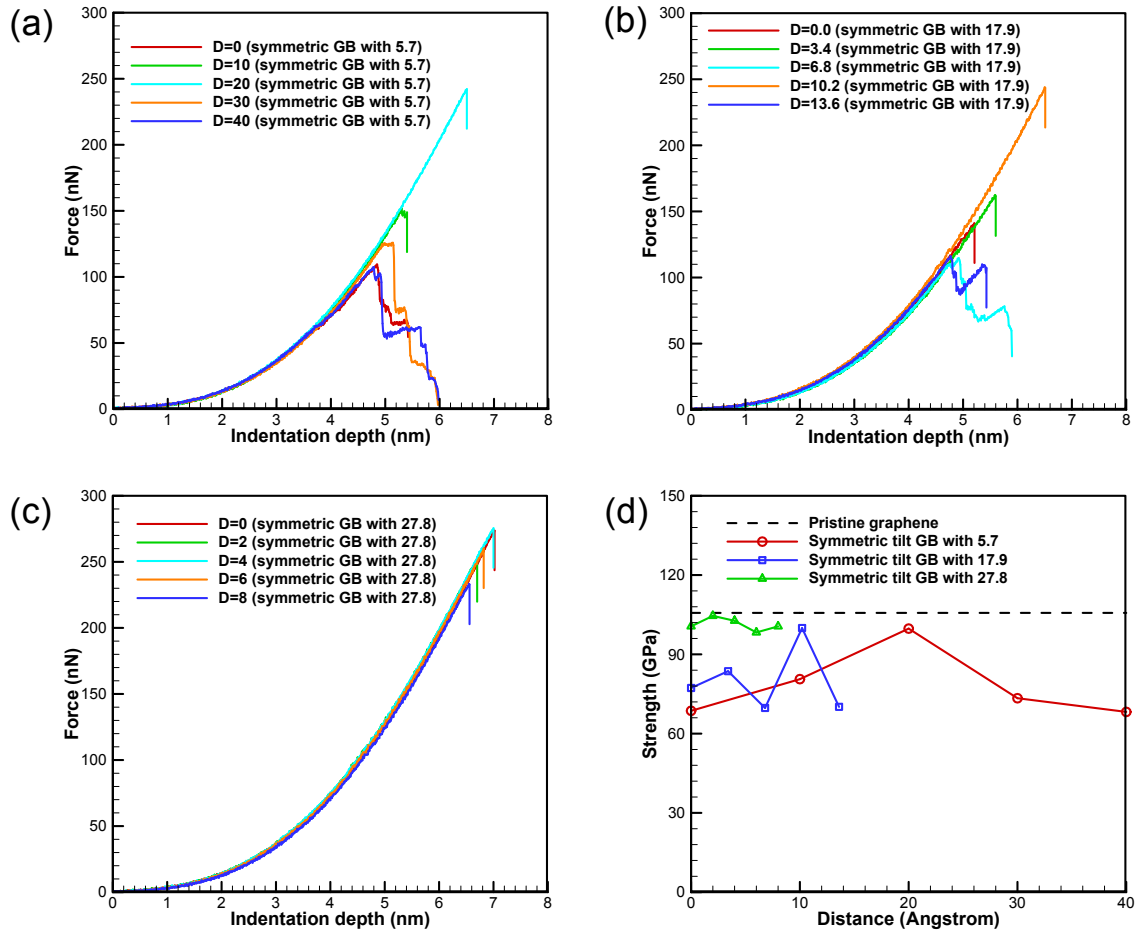 (a)
300
250
200
150
100
50
0
Force (nN)
D=0 (symmetric GB with 5.7)
D=10 (symmetric GB with 5.7)
D=20 (symmetric GB with 5.7)
D=30 (symmetric GB with 5.7)
D=40 (symmetric GB with 5.7)
0 1 2 3 4 5 6 7 8
Indentation depth (nm)
(b)
300
250
200
150
100
50
0
Force (nN)
D=0.0 (symmetric GB with 17.9)
D=3.4 (symmetric GB with 17.9)
D=6.8 (symmetric GB with 17.9)
D=10.2 (symmetric GB with 17.9)
D=13.6 (symmetric GB with 17.9)
0 1 2 3 4 5 6 7 8
Indentation depth (nm)
(c)
300
250
200
150
100
50
0
Force (nN)
D=0 (symmetric GB with 27.8)
D=2 (symmetric GB with 27.8)
D=4 (symmetric GB with 27.8)
D=6 (symmetric GB with 27.8)
D=8 (symmetric GB with 27.8)
0 1 2 3 4 5 6 7 8
Indentation depth (nm)
(d)
150
120
90
60
30
0
Strength (GPa)
Pristine graphene
Symmetric tilt GB with 5.7
Symmetric tilt GB with 17.9
Symmetric tilt GB with 27.8
0 10 20 30 40
Distance (Angstrom)